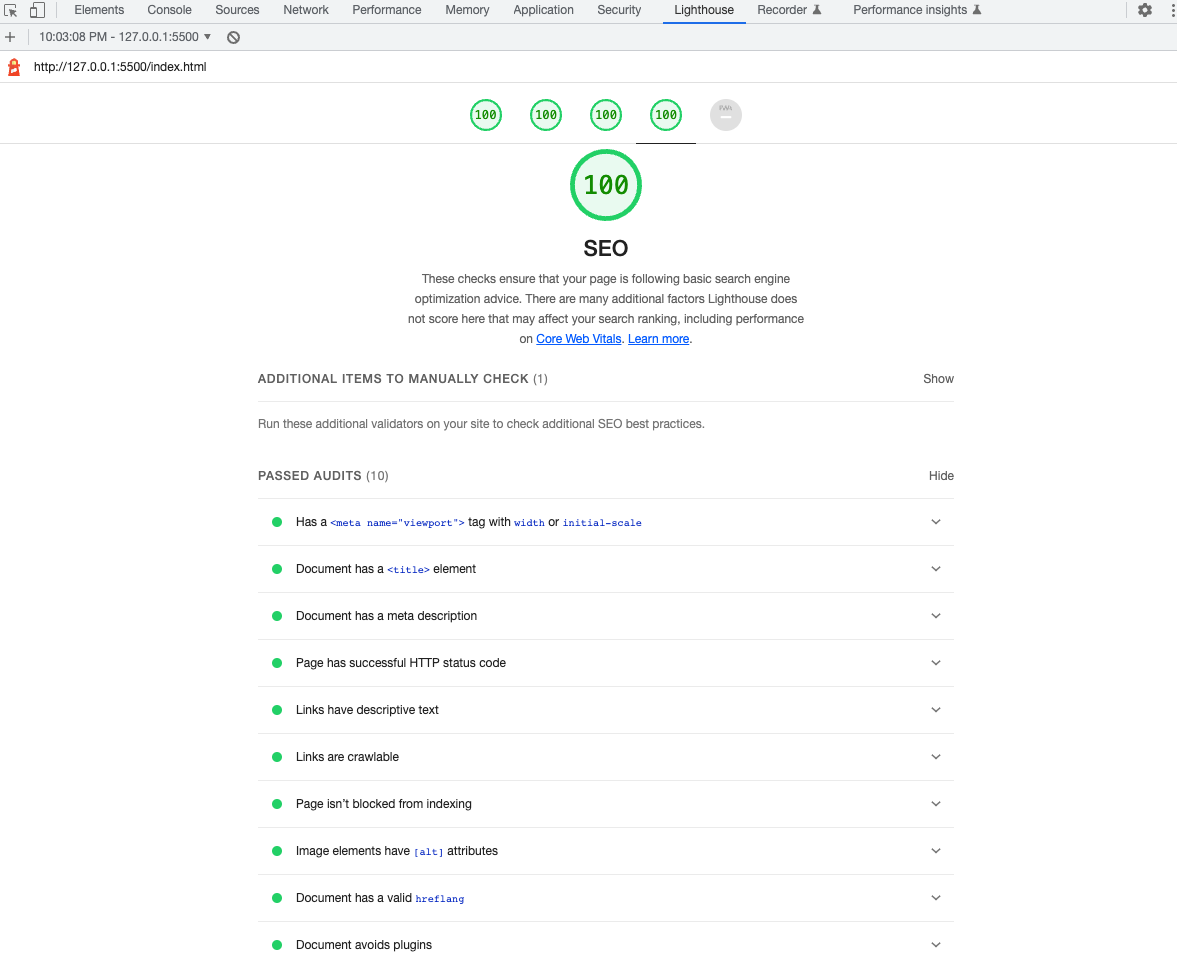 Elements Console Sources Network Performance Memory Application Security Lighthouse Recorder Performance insights
10:03:08 PM - 127.0.0.1:5500
http://127.0.0.1:5500/index.html
100 100 100 100 PWA
100
SEO
These checks ensure that your page is following basic search engine
optimization advice. There are many additional factors Lighthouse does
not score here that may affect your search ranking, including performance
on Core Web Vitals. Learn more.
ADDITIONAL ITEMS TO MANUALLY CHECK (1) Show
Run these additional validators on your site to check additional SEO best practices.
PASSED AUDITS (10) Hide
Has a <meta name="viewport"> tag with width or initial-scale
Document has a <title> element
Document has a meta description
Page has successful HTTP status code
Links have descriptive text
Links are crawlable
Page isn’t blocked from indexing
Image elements have [alt] attributes
Document has a valid hreflang
Document avoids plugins